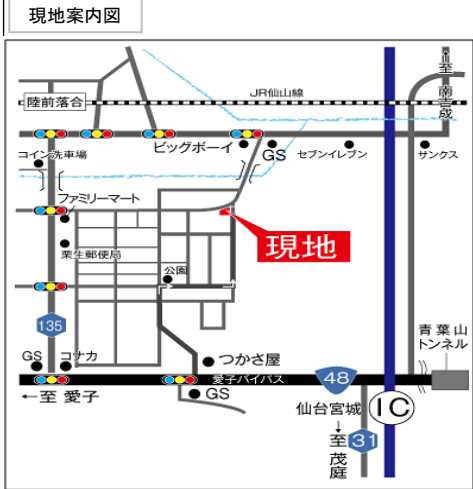 現地案内図
至南吉成
JR仙山線
陸前落合
ビッグボーイ
GS
セブンイレブン
サンクス
コイン洗車場
ファミリーマート
現地
栗生郵便局
公園
135
青葉山
トンネル
GS
コナカ
つかさ屋
愛子バイパス
48
←至 愛子
GS
仙台宮城
IC
→
至
31
茂庭